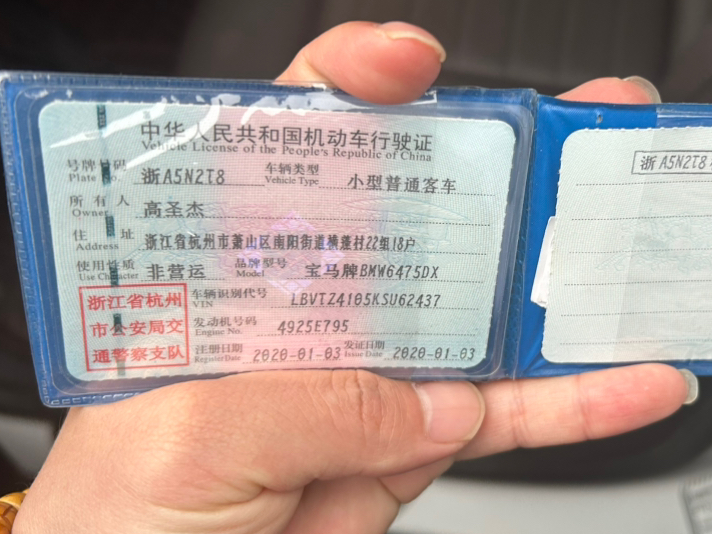 中华人民共和国机动车行驶证
Vehicle License of the People's Republic of China
号牌号码 浙A5N2T8 车辆类型 小型普通客车
Plate No. Vehicle Type
所有人 高圣杰
Owner
住址 浙江省杭州市萧山区南阳街道横蓬村22组18户
Address
使用性质 非营运 品牌型号 宝马牌BMW6475DX
Use Character Model
浙江省杭州
市公安局交
通警察支队
车辆识别代号 LBVTZ4105KSU62437
VIN
发动机号码 4925E795
Engine No.
注册日期 2020-01-03 发证日期 2020-01-03
Register Date Issue Date
浙A5N2T8